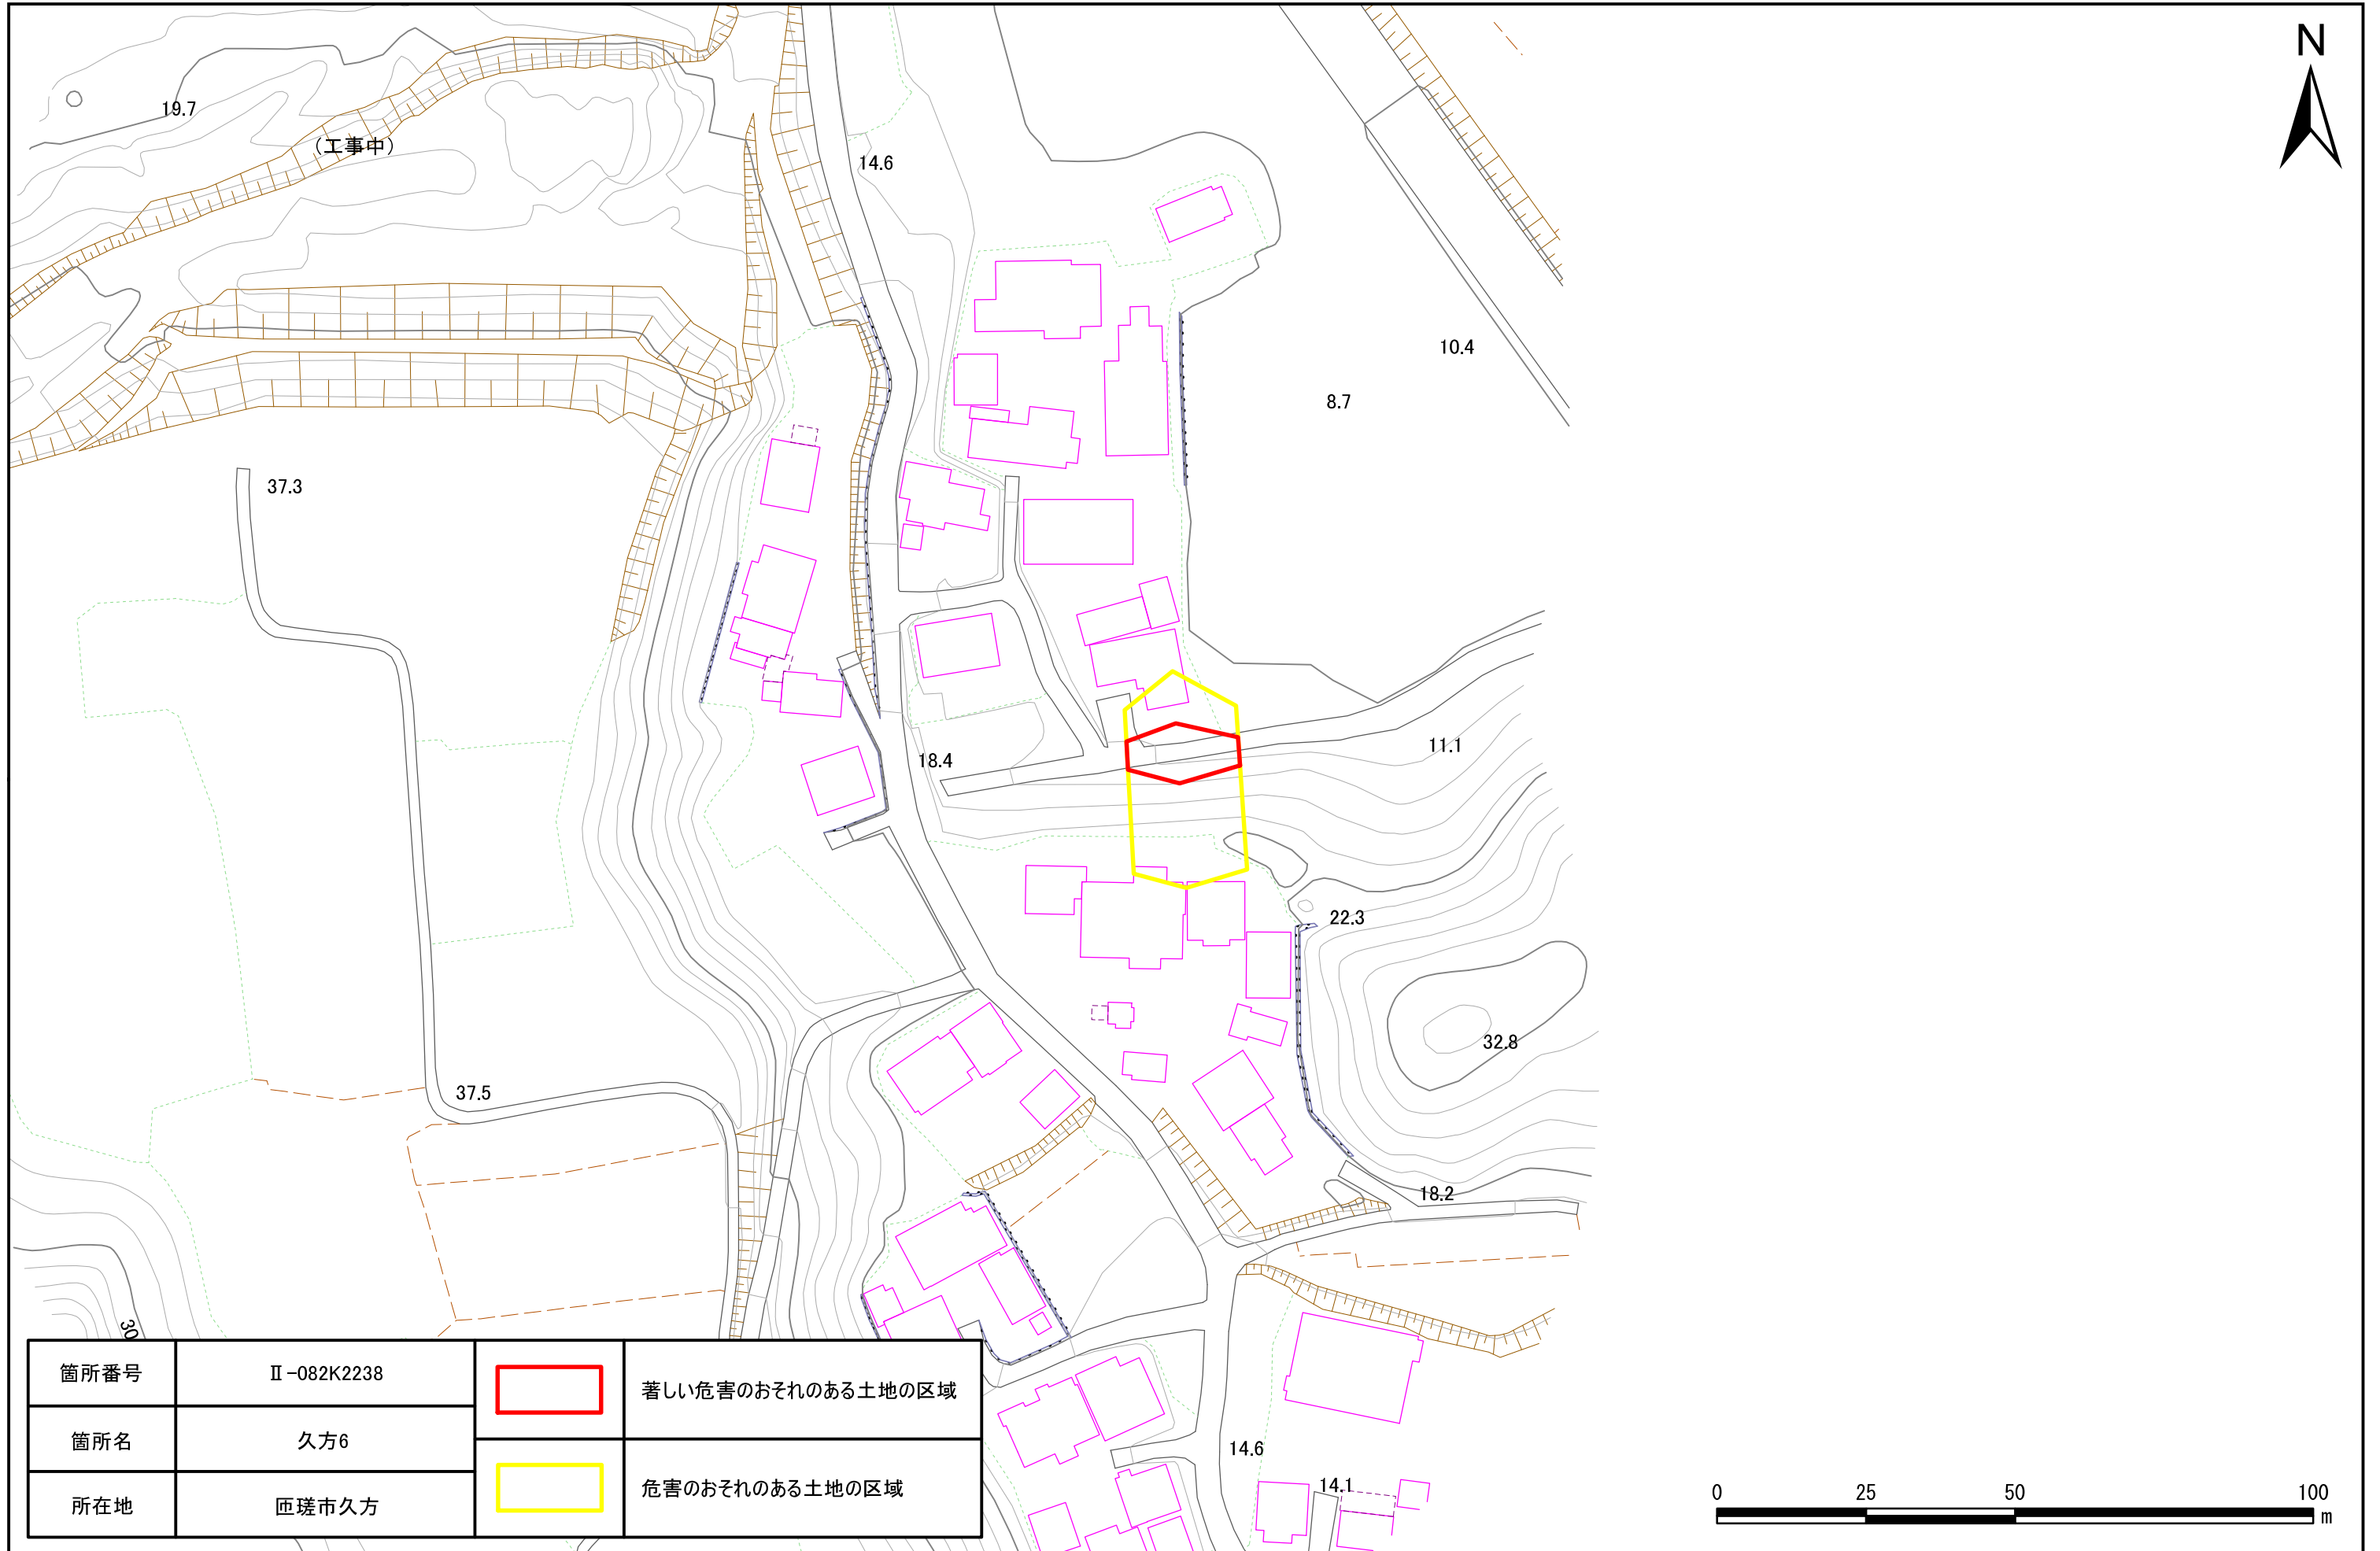 N
19.7
(工事中)
14.6
10.4
8.7
37.3
18.4
11.1
22.3
32.8
37.5
18.2
30
14.6
14.1
箇所番号 Ⅱ-082K2238
箇所名 久方6
所在地 匝瑳市久方
著しい危害のおそれのある土地の区域
危害のおそれのある土地の区域
0 25 50 100
m